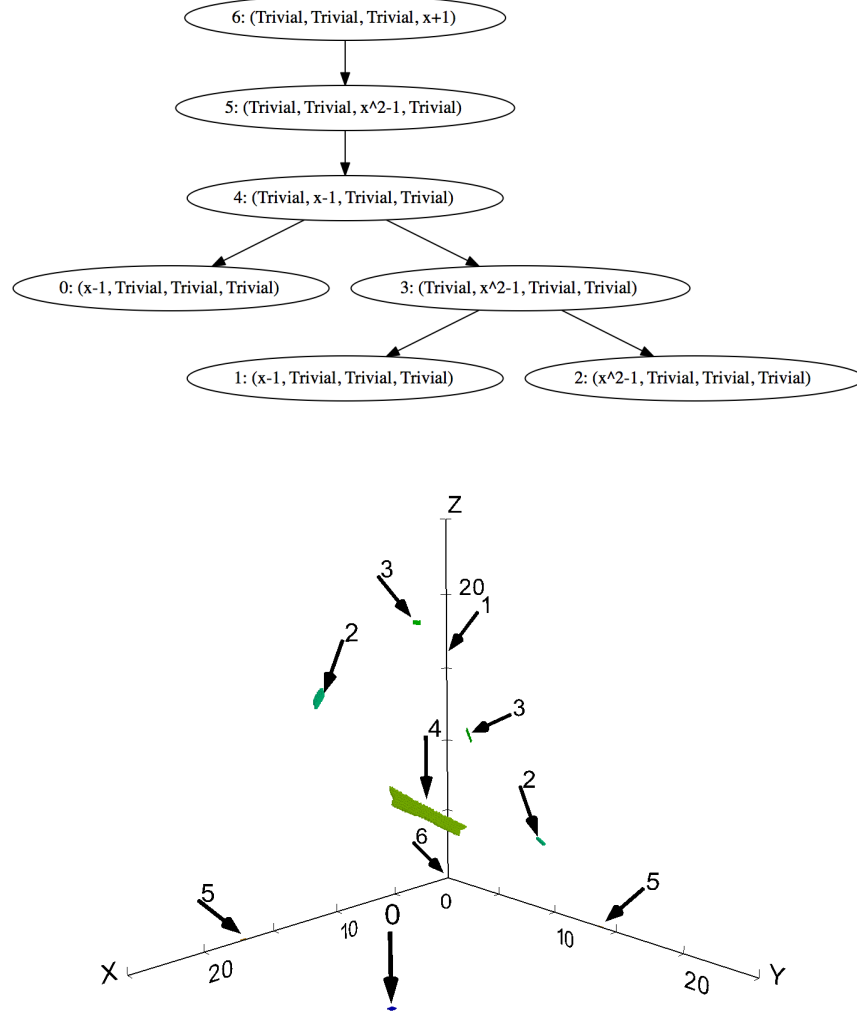 6: (Trivial, Trivial, Trivial, x+1)
5: (Trivial, Trivial, x^2-1, Trivial)
4: (Trivial, x-1, Trivial, Trivial)
0: (x-1, Trivial, Trivial, Trivial)
3: (Trivial, x^2-1, Trivial, Trivial)
1: (x-1, Trivial, Trivial, Trivial)
2: (x^2-1, Trivial, Trivial, Trivial)
Z
3
20
1
2
3
4
2
6
5
5
0
0
10
10
X
20
20
Y